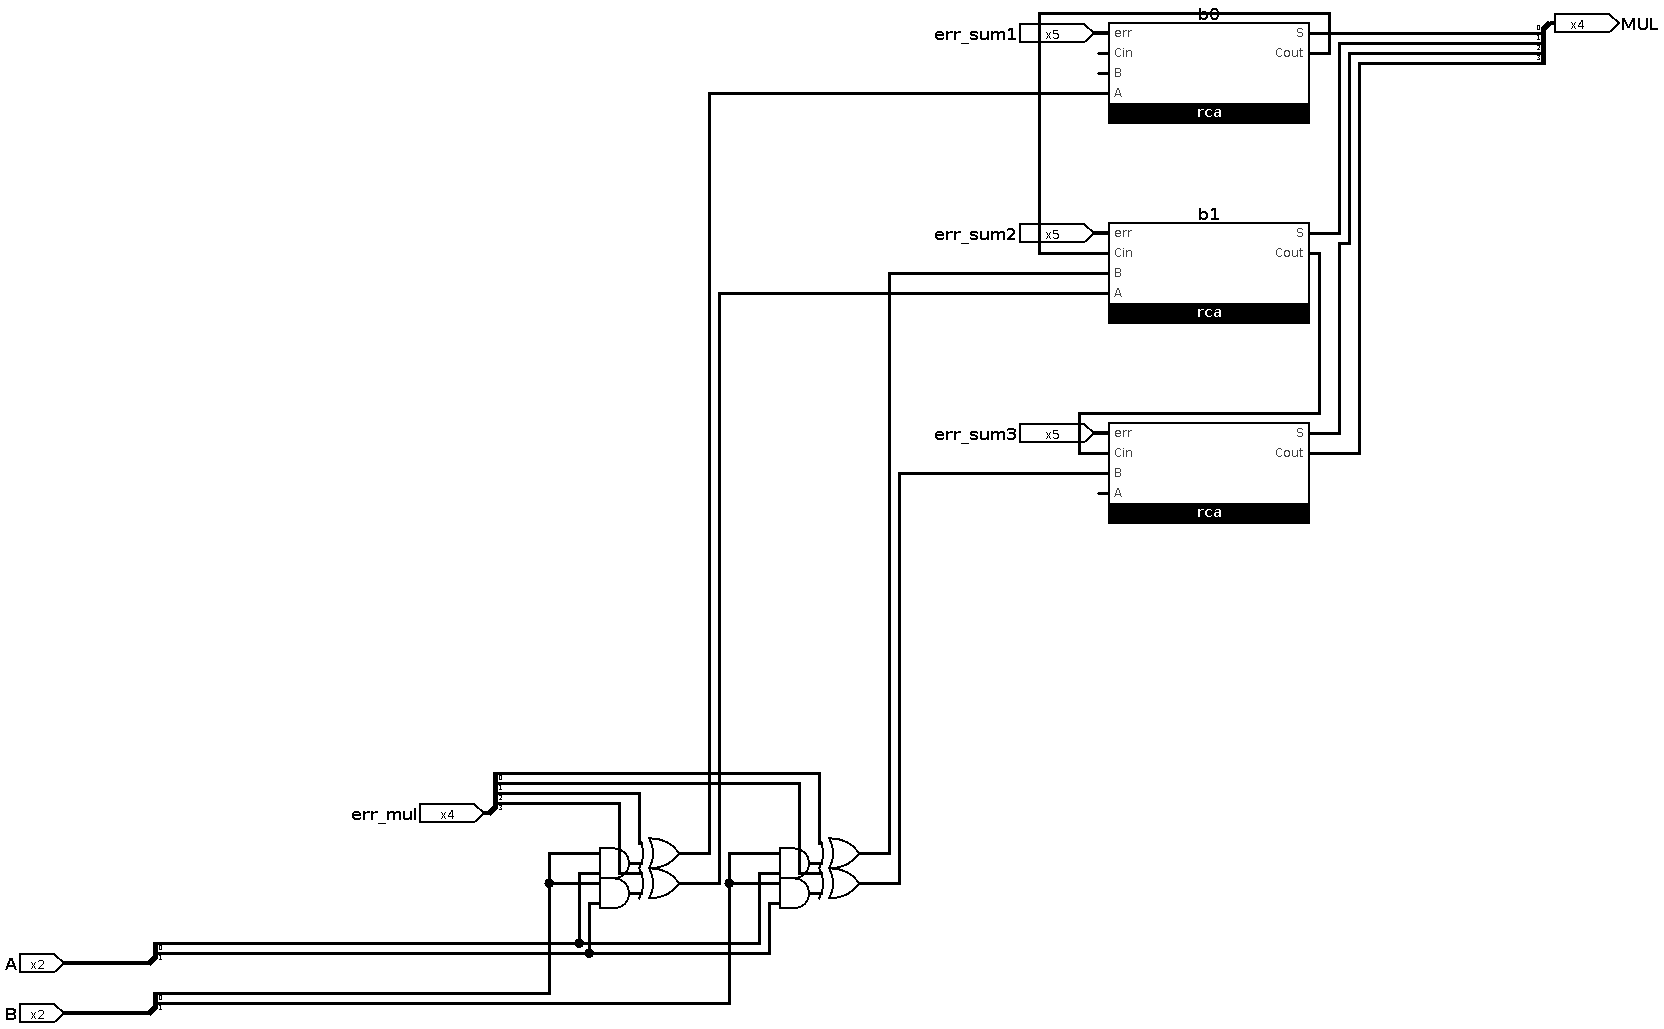 b0
err_sum1
x5
err
Cin
B
A
S
Cout
rca
0
1
2
3
x4
MUL
b1
err_sum2
x5
err
Cin
B
A
S
Cout
rca
err_sum3
x5
err
Cin
B
A
S
Cout
rca
err_mul
x4
0
1
2
3
A
x2
0
1
B
x2
0
1